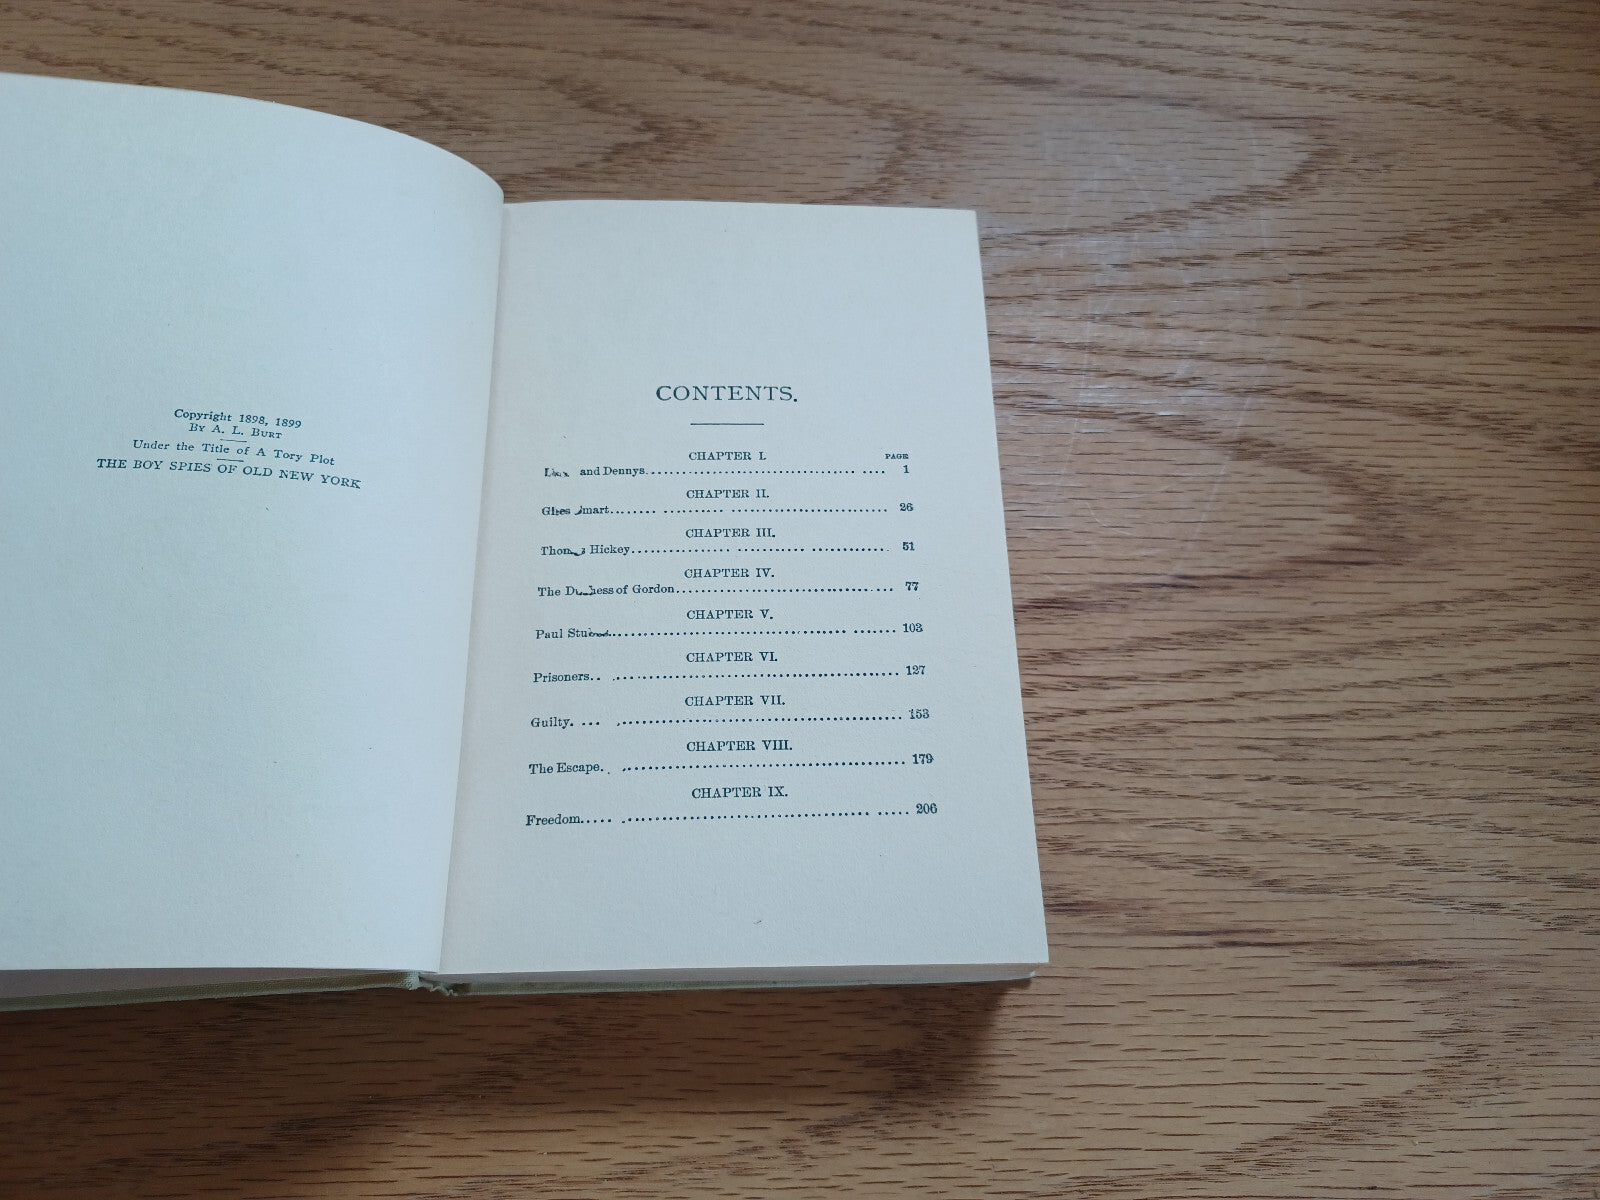 Copyright 1898, 1899
By A. L. Burt
Under the Title of A Tory Plot
THE BOY SPIES OF OLD NEW YORK
CONTENTS.
CHAPTER I.
PAGE
and Dennys 1
CHAPTER II.
26
CHAPTER III.
Hickey 51
CHAPTER IV.
The Duchess of Gordon 77
CHAPTER V.
Paul 103
CHAPTER VI.
Prisoners 127
CHAPTER VII.
Guilty 153
CHAPTER VIII.
The Escape 179
CHAPTER IX.
Freedom 206